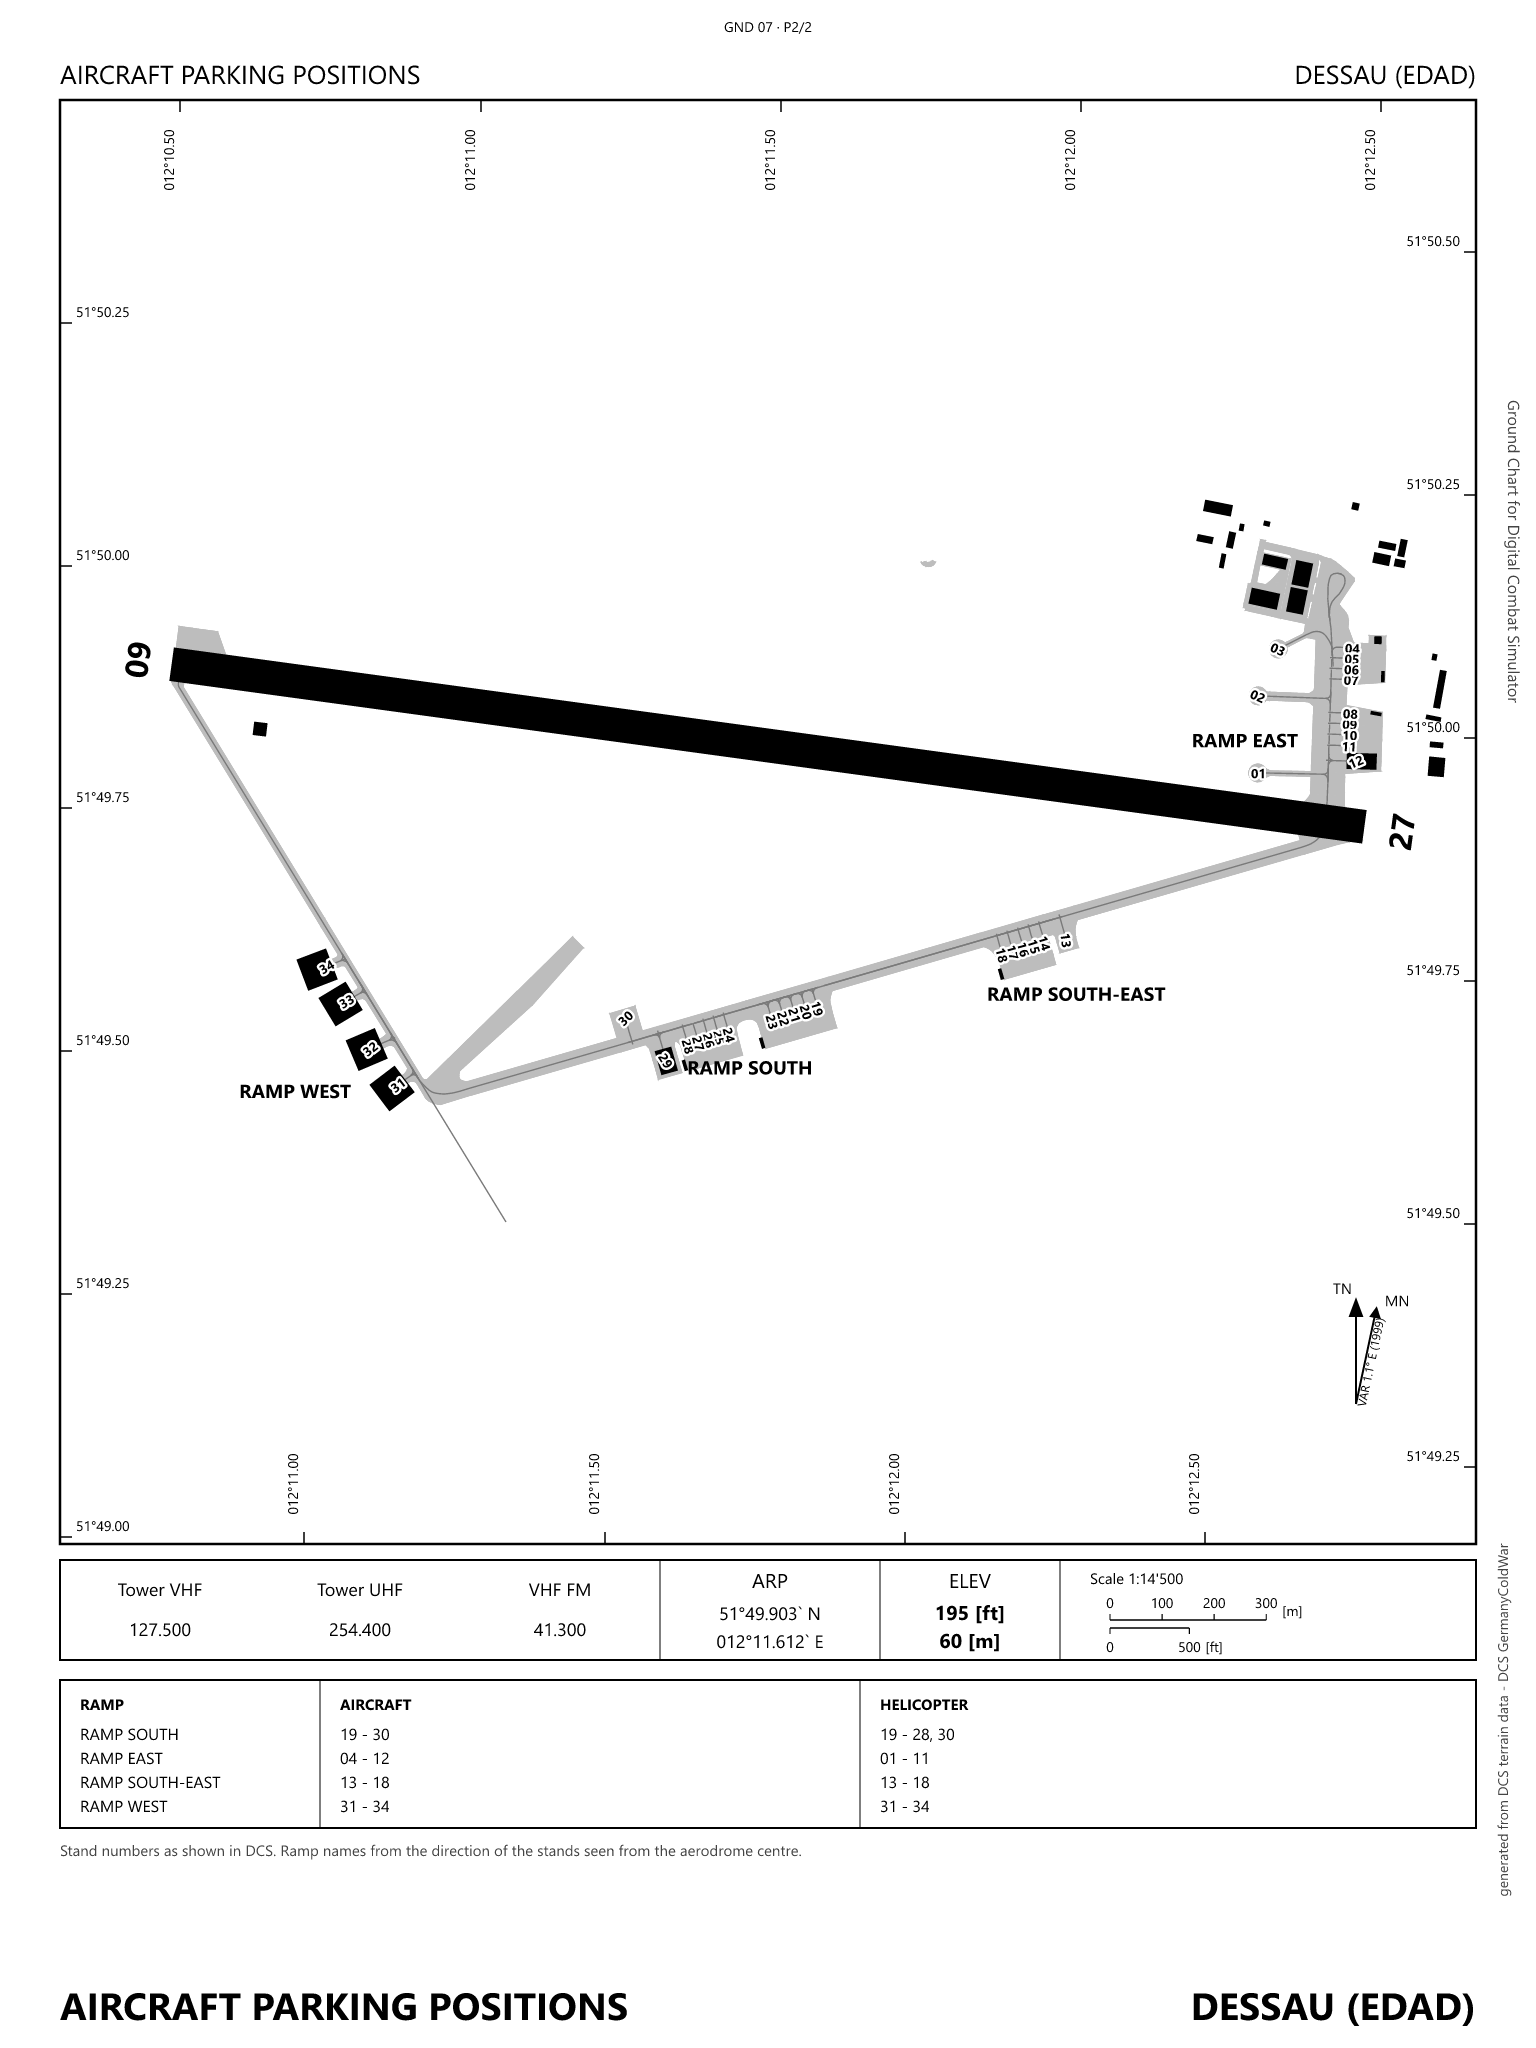 GND 07 · P2/2
AIRCRAFT PARKING POSITIONS
DESSAU (EDAD)
012°10.50
012°11.00
012°11.50
012°12.00
012°12.50
51°50.50
51°50.25
51°50.25
51°50.00
51°50.00
51°49.75
51°49.75
51°49.50
51°49.50
51°49.25
51°49.25
51°49.00
09
27
03
02
01
04
05
06
07
08
09
10
11
12
RAMP EAST
13
14
15
16
17
18
RAMP SOUTH-EAST
19
20
21
22
23
24
25
26
27
28
29
30
RAMP SOUTH
34
33
32
31
RAMP WEST
TN
MN
VAR 1.1° E (1999)
012°11.00
012°11.50
012°12.00
012°12.50
Ground Chart for Digital Combat Simulator
Tower VHF
127.500
Tower UHF
254.400
VHF FM
41.300
ARP
51°49.903` N
012°11.612` E
ELEV
195 [ft]
60 [m]
Scale 1:14'500
0 100 200 300 [m]
0 500 [ft]
RAMP AIRCRAFT HELICOPTER
RAMP SOUTH 19 - 30 19 - 28, 30
RAMP EAST 04 - 12 01 - 11
RAMP SOUTH-EAST 13 - 18 13 - 18
RAMP WEST 31 - 34 31 - 34
Stand numbers as shown in DCS. Ramp names from the direction of the stands seen from the aerodrome centre.
generated from DCS terrain data - DCS GermanyColdWar
AIRCRAFT PARKING POSITIONS
DESSAU (EDAD)